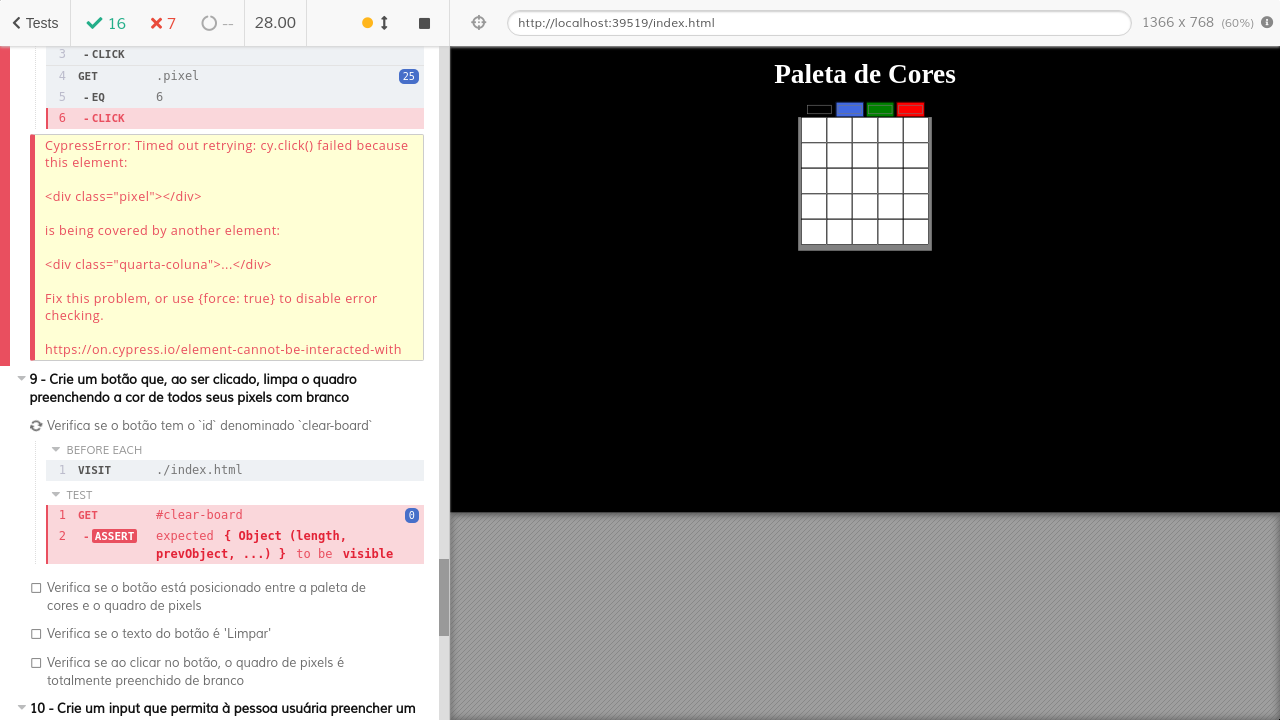 Tests
16
7
--
28.00
http://localhost:39519/index.html
1366 x 768 (60%)
3 - CLICK
4 GET .pixel 25
5 - EQ 6
6 - CLICK
CypressError: Timed out retrying: cy.click() failed because
this element:
<div class="pixel"></div>
is being covered by another element:
<div class="quarta-coluna">...</div>
Fix this problem, or use {force: true} to disable error
checking.
https://on.cypress.io/element-cannot-be-interacted-with
9 - Crie um botão que, ao ser clicado, limpa o quadro
preenchendo a cor de todos seus pixels com branco
Verifica se o botão tem o `id` denominado `clear-board`
BEFORE EACH
1 VISIT ./index.html
TEST
1 GET #clear-board 0
2 - ASSERT expected { Object (length,
prevObject, ...) } to be visible
Verifica se o botão está posicionado entre a paleta de
cores e o quadro de pixels
Verifica se o texto do botão é 'Limpar'
Verifica se ao clicar no botão, o quadro de pixels é
totalmente preenchido de branco
10 - Crie um input que permita à pessoa usuária preencher um
Paleta de Cores